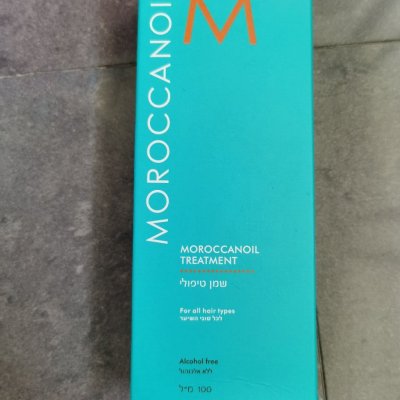 M
MOROCCANOIL
MOROCCANOIL
TREATMENT
שמן טיפולי
For all hair types
לכל סוגי השיער
Alcohol free
ללא אלכוהול
100 מ"ל